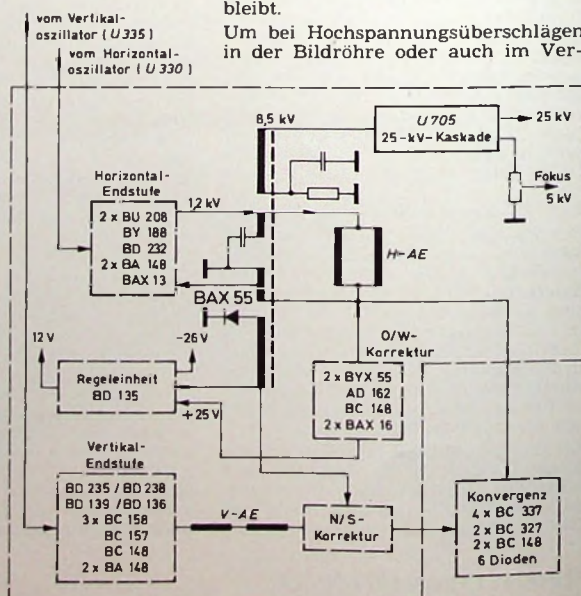 bleibt.
Um bei Hochspannungsüberschlägen
in der Bildröhre oder auch im Ver-
vom Vertikal-
oszillator (U 335)
vom Horizontal-
oszillator (U 330)
8,5 kV
U 705
25-kV-Kaskade
25 kV
Fokus
5 kV
Horizontal-
Endstufe
2 x BU 208
BY 188
BD 232
2 x BA 148
BAX 13
1,2 kV
H-AE
BAX 55
12 V
-26 V
Regeleinheit
BD 135
+25 V
O/W-
Korrektur
2 x BYX 55
AD 162
BC 148
2 x BAX 16
Vertikal-
Endstufe
BD 235 / BD 238
BD 139 / BD 136
3 x BC 158
BC 157
BC 148
2 x BA 148
V-AE
N/S-
Korrektur
Konvergenz
4 x BC 337
2 x BC 327
2 x BC 148
6 Dioden